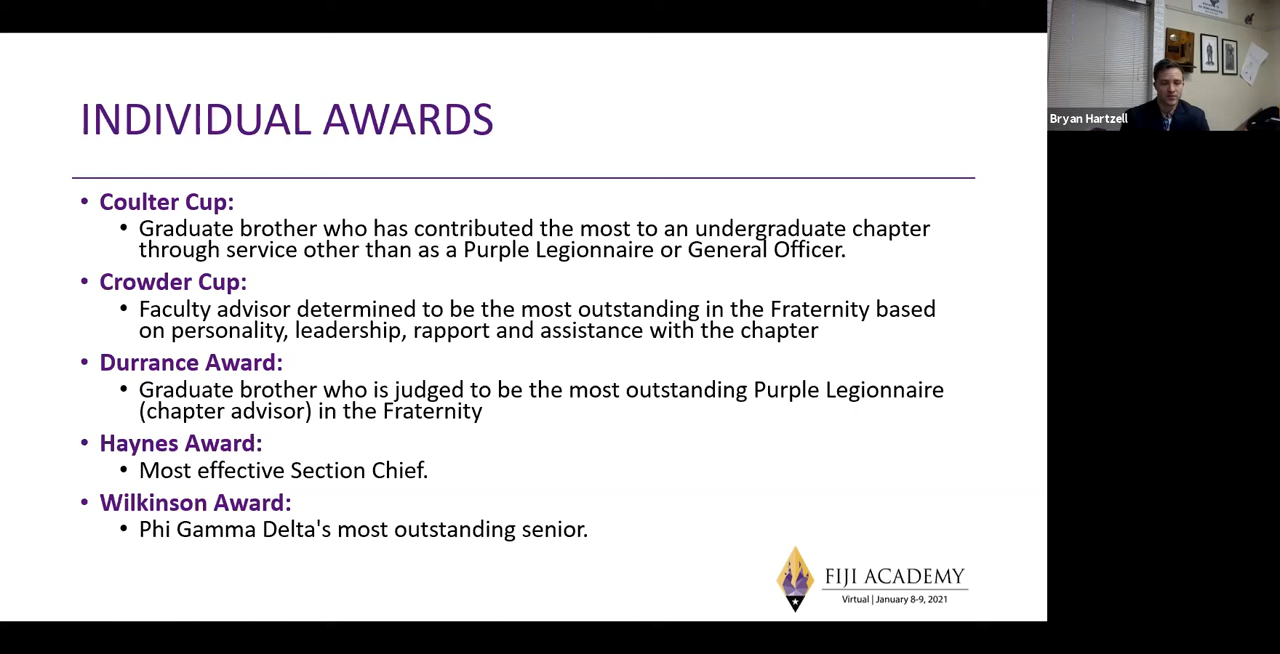 INDIVIDUAL AWARDS
• Coulter Cup:
• Graduate brother who has contributed the most to an undergraduate chapter
through service other than as a Purple Legionnaire or General Officer.
• Crowder Cup:
• Faculty advisor determined to be the most outstanding in the Fraternity based
on personality, leadership, rapport and assistance with the chapter
• Durrance Award:
• Graduate brother who is judged to be the most outstanding Purple Legionnaire
(chapter advisor) in the Fraternity
• Haynes Award:
• Most effective Section Chief.
• Wilkinson Award:
• Phi Gamma Delta's most outstanding senior.
FIJI ACADEMY
Virtual | January 8-9, 2021
Bryan Hartzell